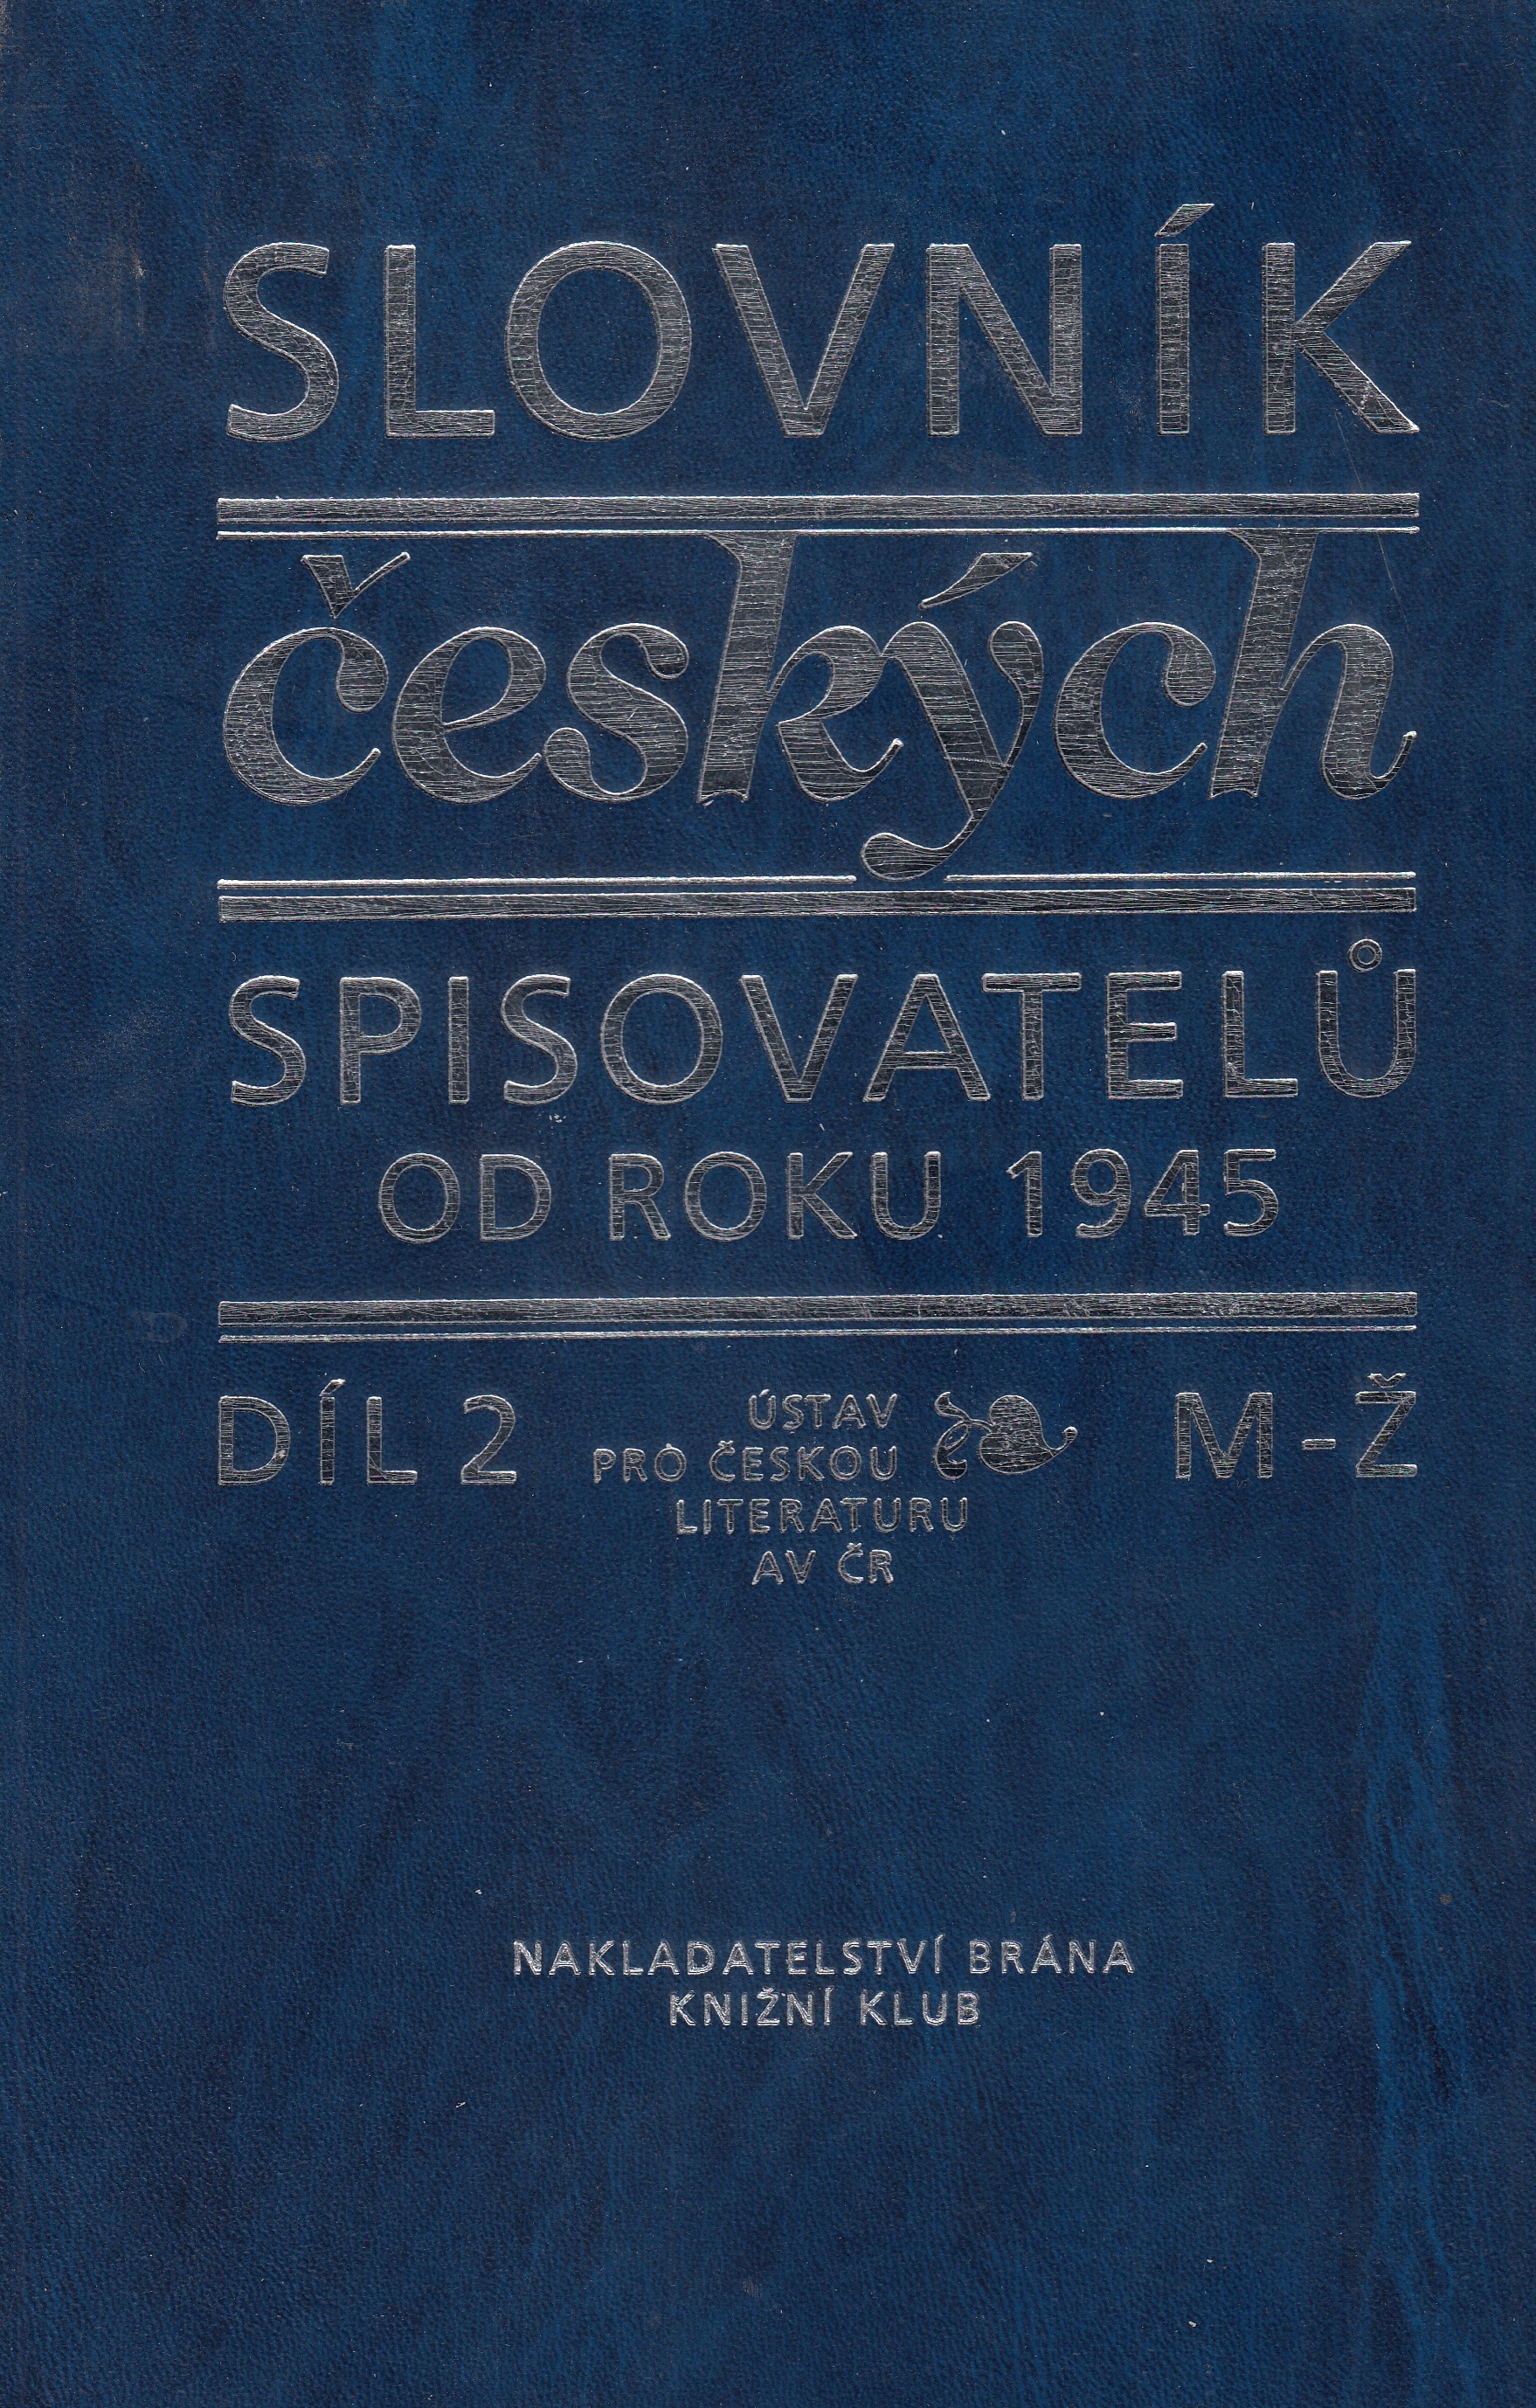 SLOVNÍK
českých
SPISOVATELŮ
OD ROKU 1945
DÍL 2
ÚSTAV
PRO ČESKOU
LITERATURU
AV ČR
M-Ž
NAKLADATELSTVÍ BRÁNA
KNIŽNÍ KLUB